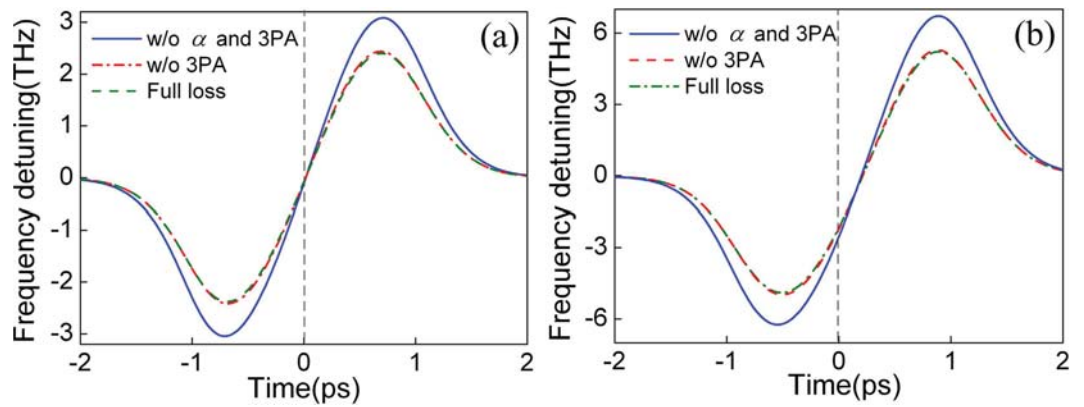 (a)
w/o α and 3PA
w/o 3PA
Full loss
Frequency detuning(THz)
3
2
1
0
-1
-2
-3
-2
-1
0
1
2
Time(ps)
(b)
w/o α and 3PA
w/o 3PA
Full loss
Frequency detuning(THz)
6
3
0
-3
-6
-2
-1
0
1
2
Time(ps)